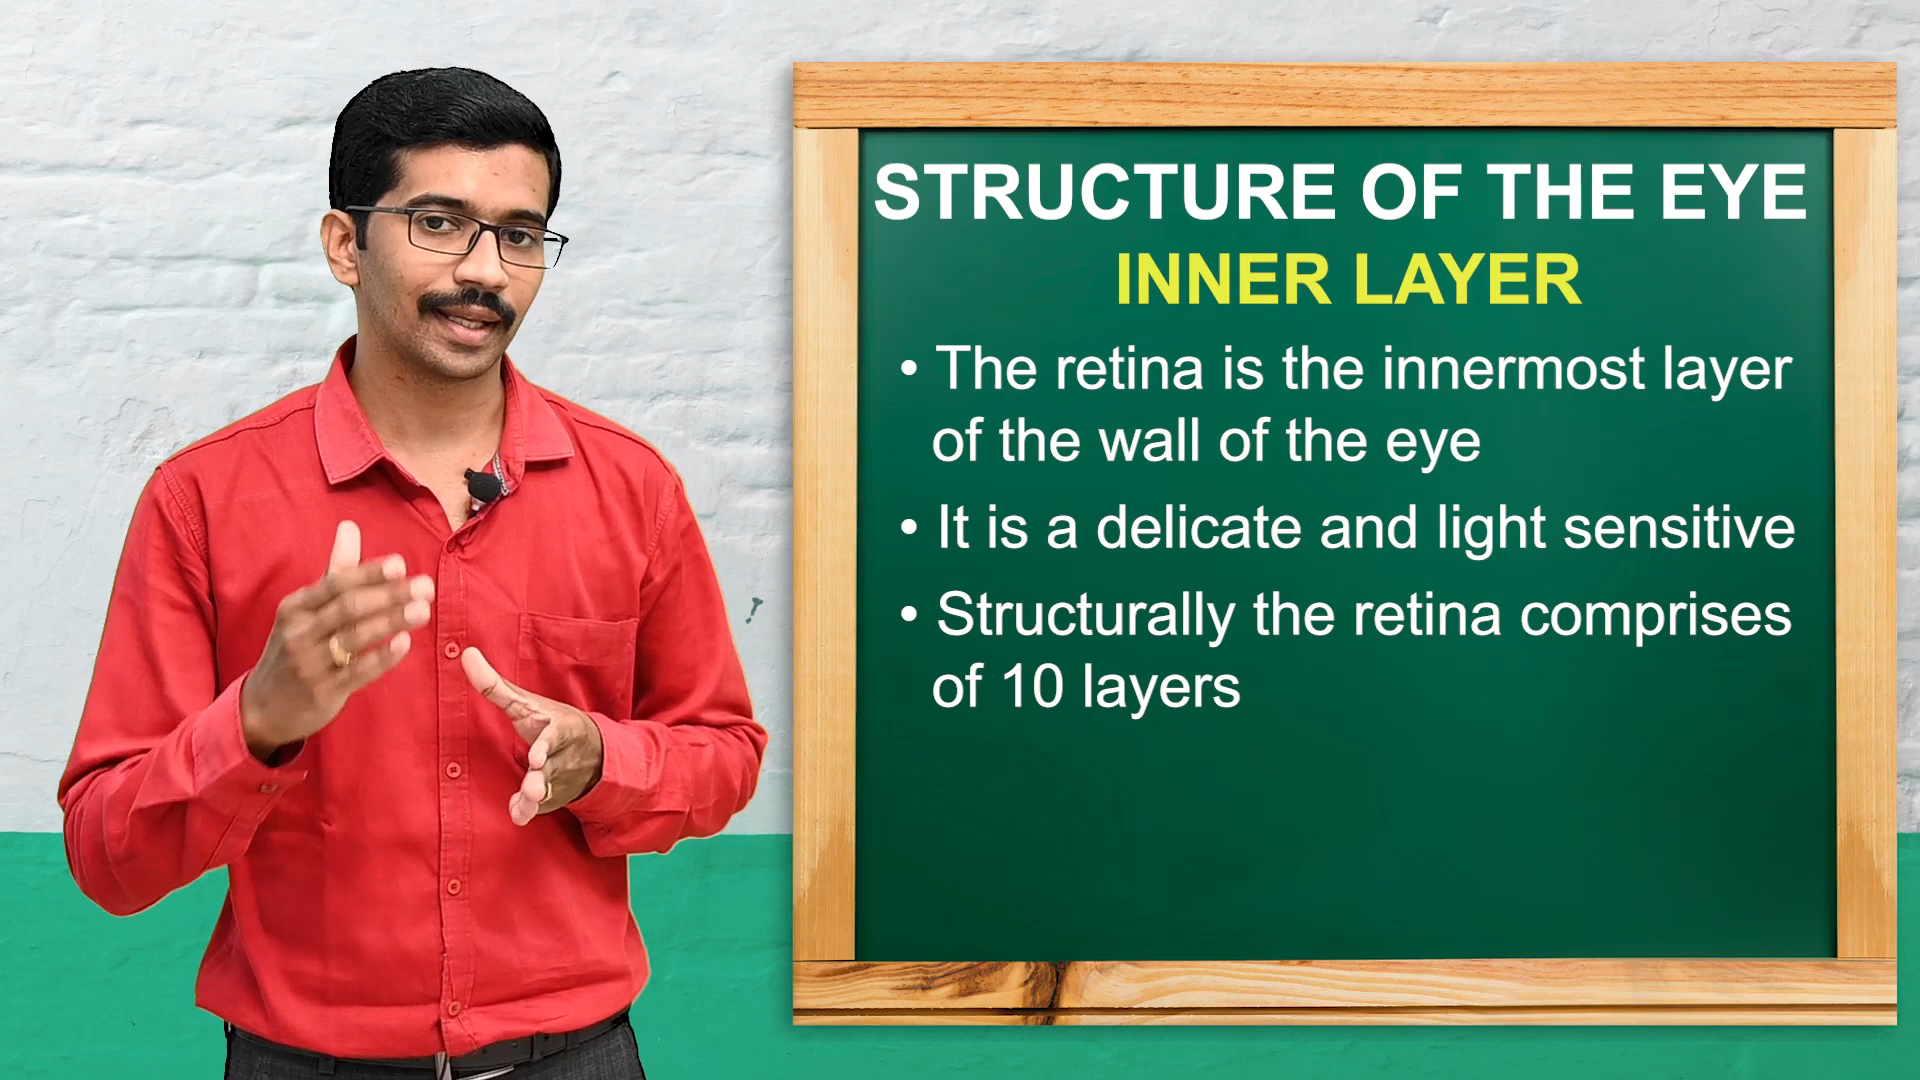 STRUCTURE OF THE EYE
INNER LAYER
• The retina is the innermost layer
of the wall of the eye
• It is a delicate and light sensitive
• Structurally the retina comprises
of 10 layers